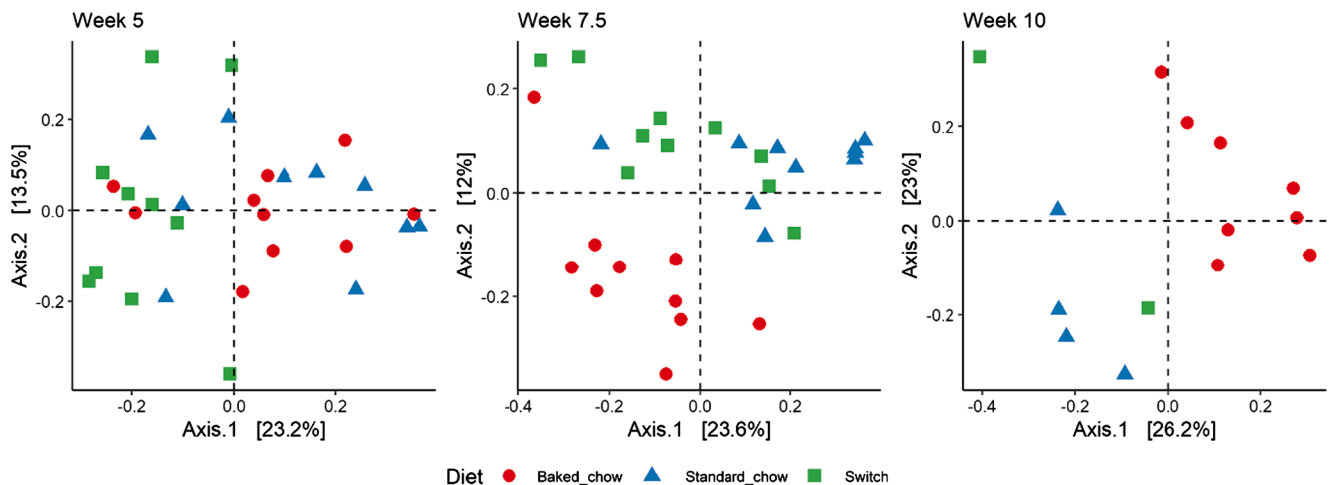 Week 5
Week 7.5
Week 10
Axis.2 [13.5%]
0.2
0.0
-0.2
-0.2
0.0
0.2
Axis.1 [23.2%]
Axis.2 [12%]
0.2
0.0
-0.2
-0.4
-0.2
0.0
0.2
Axis.1 [23.6%]
Axis.2 [23%]
0.2
0.0
-0.2
-0.4
-0.2
0.0
0.2
Axis.1 [26.2%]
Diet Baked_chow Standard_chow Switch